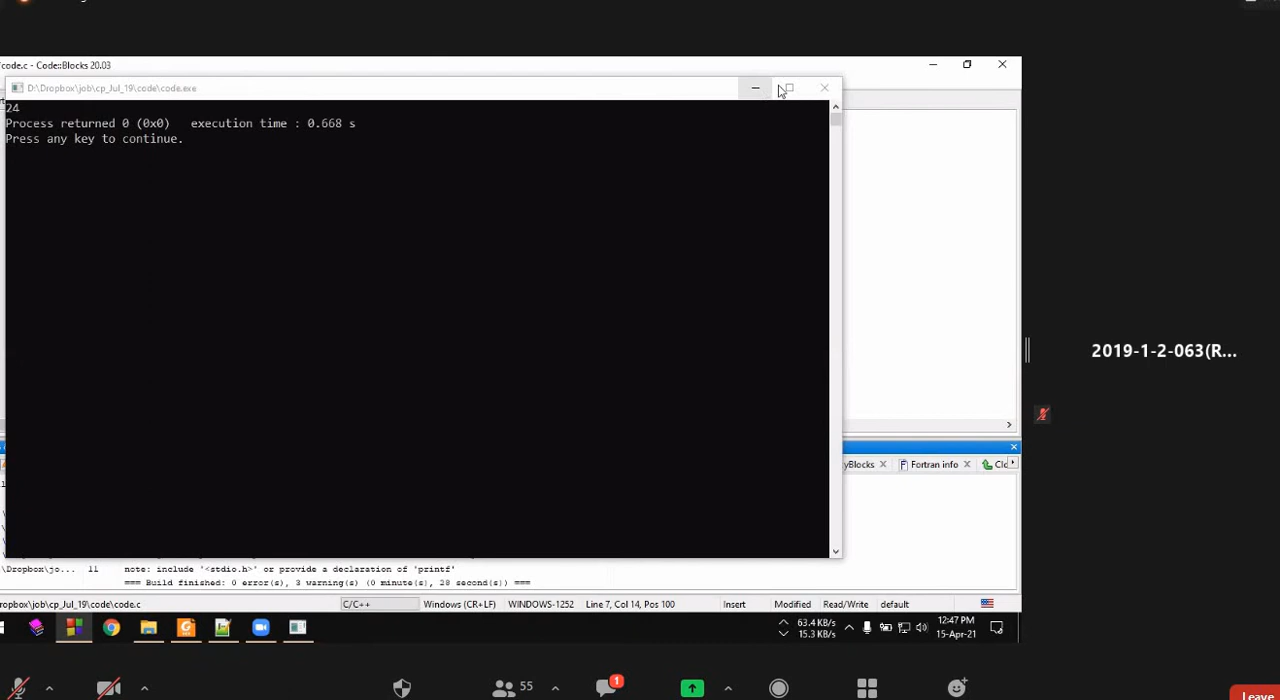 code.c - Code::Blocks 20.03
D:\Dropbox\job\cp_Jul_19\code\code.exe
24
Process returned 0 (0x0)   execution time : 0.668 s
Press any key to continue.
2019-1-2-063(R...
yBlocks
Fortran info
Clc
\Dropbox\jo... 11 note: include '<stdio.h>' or provide a declaration of 'printf'
=== Build finished: 0 error(s), 3 warning(s) (0 minute(s), 28 second(s)) ===
ropbox\job\cp_Jul_19\code\code.c
C/C++
Windows (CR+LF)
WINDOWS-1252
Line 7, Col 14, Pos 100
Insert
Modified
Read/Write
default
63.4 KB/s
15.3 KB/s
12:47 PM
15-Apr-21
55
1
Leave